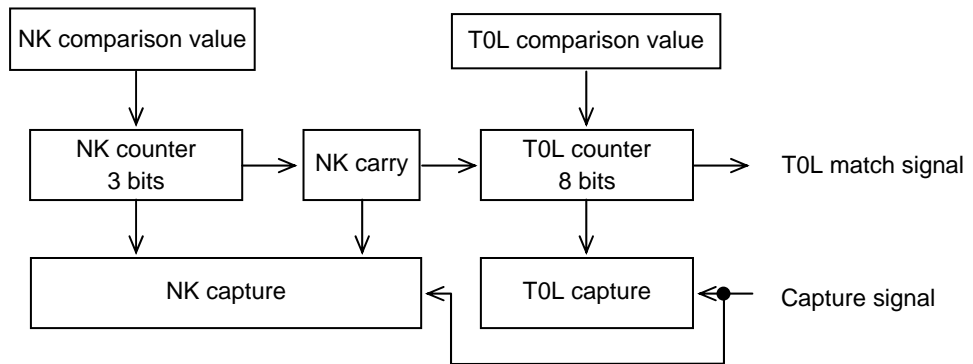 NK comparison value
T0L comparison value
NK counter
3 bits
NK carry
T0L counter
8 bits
T0L match signal
NK capture
T0L capture
Capture signal